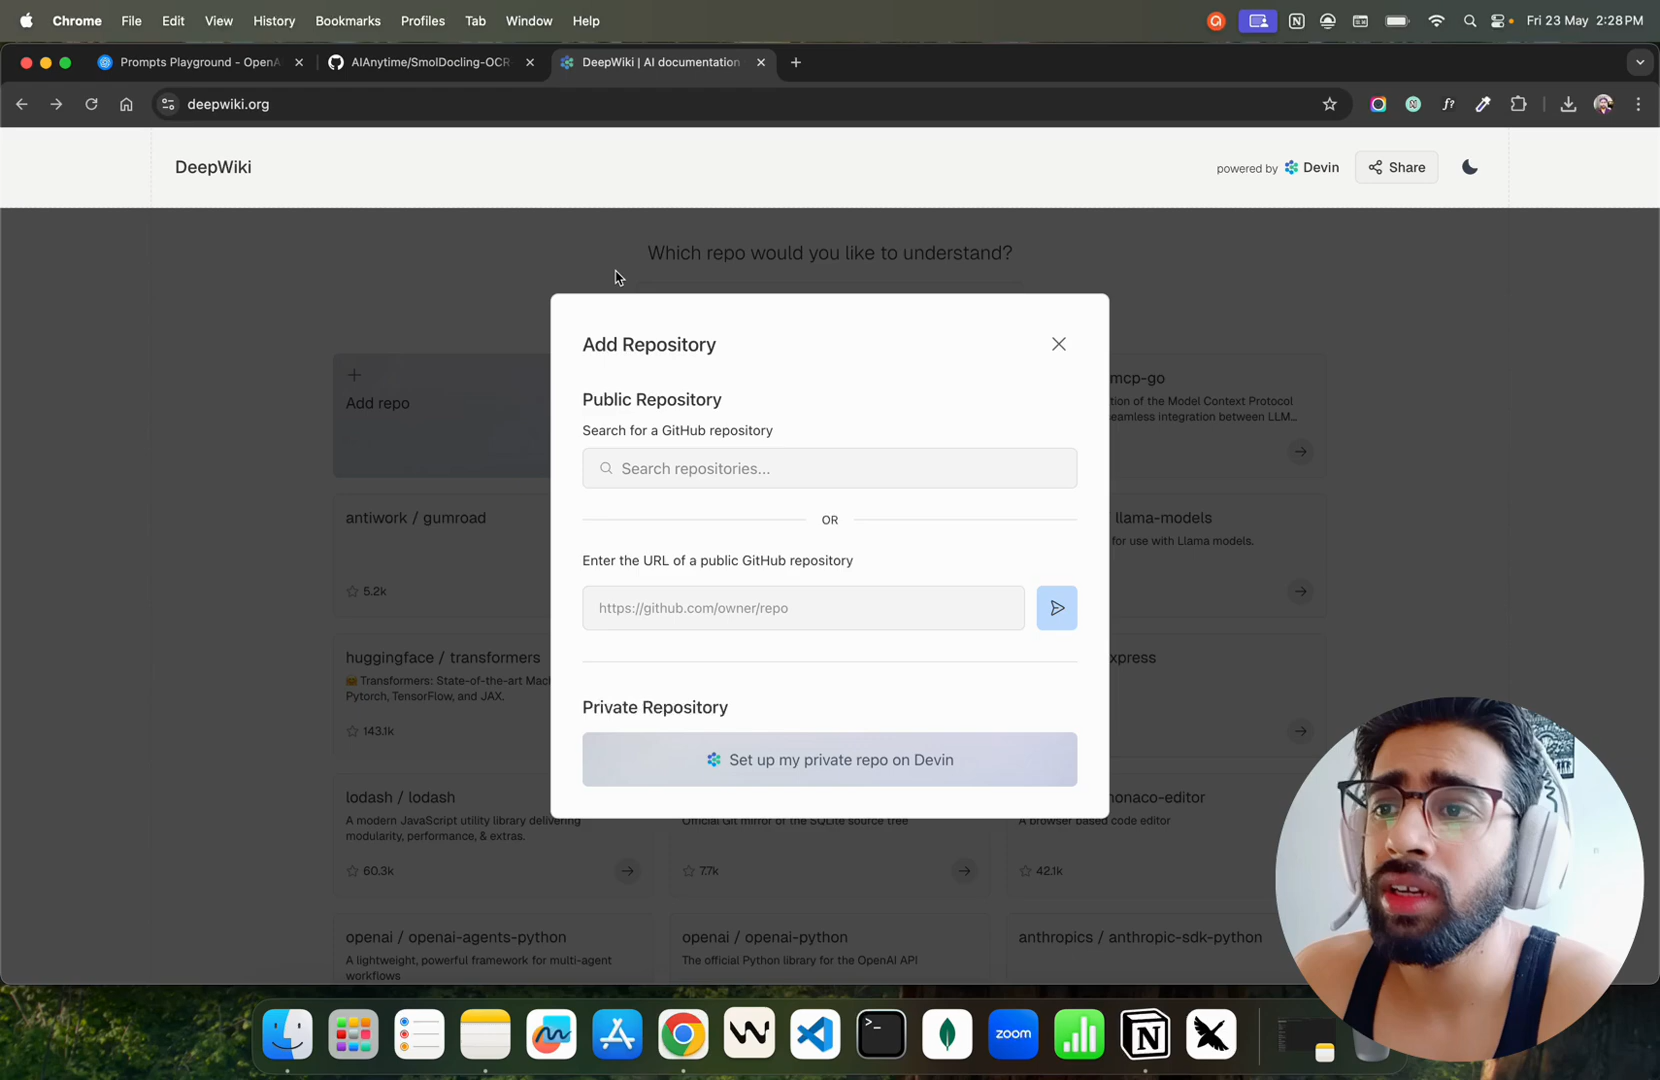 Chrome File Edit View History Bookmarks Profiles Tab Window Help Fri 23 May 2:28 PM
Prompts Playground - OpenA AIAnytime/SmolDocling-OCR DeepWiki | AI documentation
deepwiki.org
f?
DeepWiki powered by Devin Share
Which repo would you like to understand?
Add Repository
Public Repository
Search for a GitHub repository
Search repositories...
OR
Enter the URL of a public GitHub repository
https://github.com/owner/repo
Private Repository
Set up my private repo on Devin
Add repo
mcp-go
tion of the Model Context Protocol
eamless integration between LLM...
antiwork / gumroad
5.2k
llama-models
for use with Llama models.
huggingface / transformers
Transformers: State-of-the-art Mac
Pytorch, TensorFlow, and JAX.
143.1k
xpress
lodash / lodash
A modern JavaScript utility library delivering
modularity, performance, & extras.
60.3k
Official Git mirror of the SQLite source tree
7.7k
onaco-editor
A browser based code editor
42.1k
openai / openai-agents-python
A lightweight, powerful framework for multi-agent
workflows
openai / openai-python
The official Python library for the OpenAI API
anthropics / anthropic-sdk-python
zoom